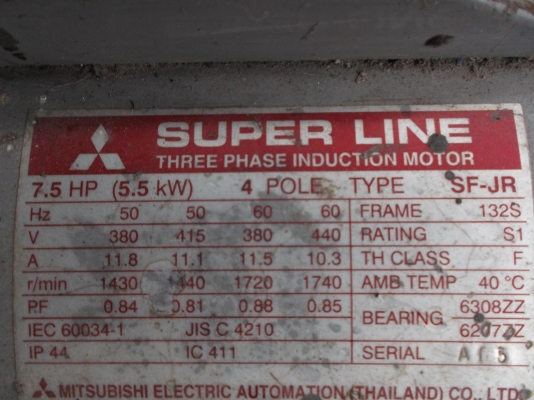 SUPER LINE
THREE PHASE INDUCTION MOTOR
7.5 HP (5.5 kW) 4 POLE TYPE SF-JR
Hz 50 50 60 60 FRAME 132S
V 380 415 380 440 RATING S1
A 11.8 11.1 11.5 10.3 TH CLASS F
r/min 1430 1720 1740 AMB TEMP 40 °C
PF 0.84 0.81 0.88 0.85 BEARING 6308ZZ
IEC 60034-1 JIS C 4210 6207ZZ
IP 44 IC 411 SERIAL
MITSUBISHI ELECTRIC AUTOMATION (THAILAND) CO., LTD